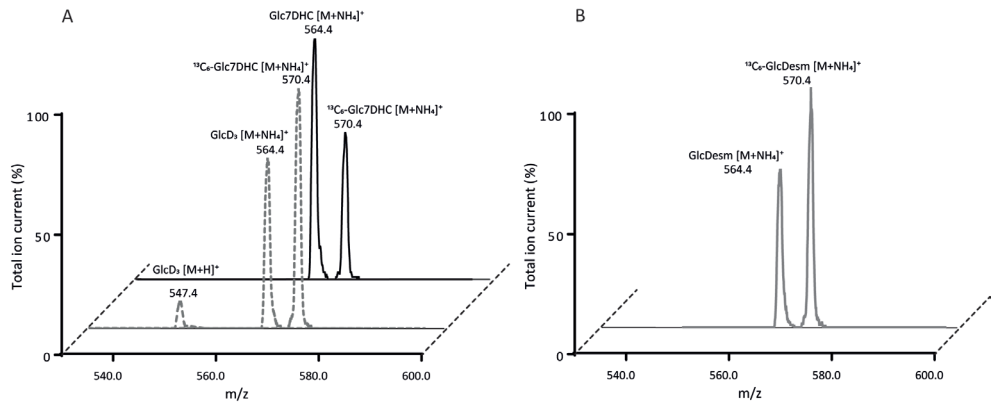 A
Glc7DHC [M+NH₄]⁺
564.4
¹³C₆-Glc7DHC [M+NH₄]⁺
570.4
¹³C₆-Glc7DHC [M+NH₄]⁺
570.4
GlcD₃ [M+NH₄]⁺
564.4
GlcD₃ [M+H]⁺
547.4
100
50
0
Total ion current (%)
540.0 560.0 580.0 600.0
m/z
B
¹³C₆-GlcDesm [M+NH₄]⁺
570.4
GlcDesm [M+NH₄]⁺
564.4
100
50
0
Total ion current (%)
540.0 560.0 580.0 600.0
m/z